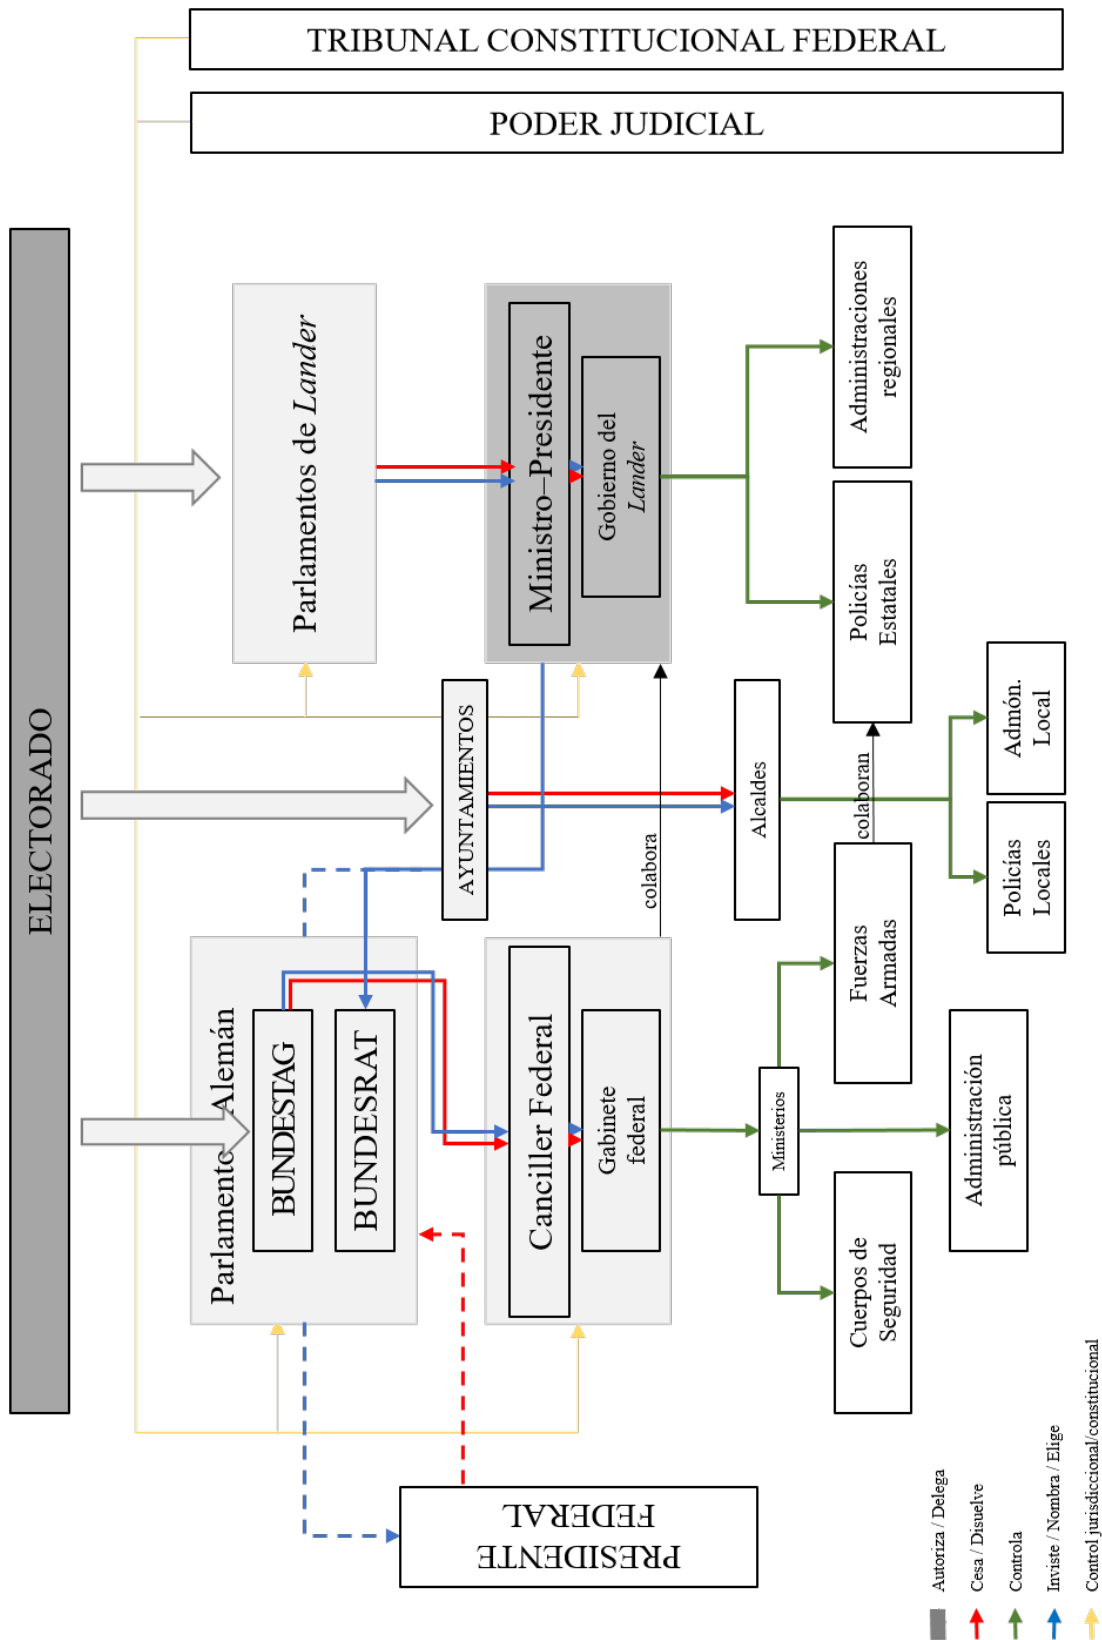 TRIBUNAL CONSTITUCIONAL FEDERAL
PODER JUDICIAL
ELECTORADO
Parlamentos de Lander
Ministro–Presidente
Gobierno del
Lander
Administraciones
regionales
Policías
Estatales
AYUNTAMIENTOS
Alcaldes
Admón.
Local
Policías
Locales
colabora
colaboran
Parlamento Alemán
BUNDESTAG
BUNDESRAT
Canciller Federal
Gabinete
federal
Ministerios
Fuerzas
Armadas
Administración
pública
Cuerpos de
Seguridad
PRESIDENTE
FEDERAL
Autoriza / Delega
Cesa / Disuelve
Controla
Inviste / Nombra / Elige
Control jurisdiccional/constitucional